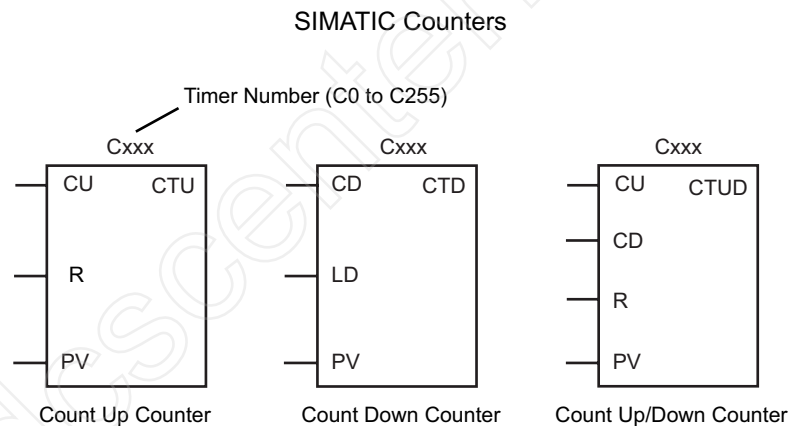 SIMATIC Counters
Timer Number (C0 to C255)
Cxxx
CU CTU
R
PV
Count Up Counter
Cxxx
CD CTD
LD
PV
Count Down Counter
Cxxx
CU CTUD
CD
R
PV
Count Up/Down Counter